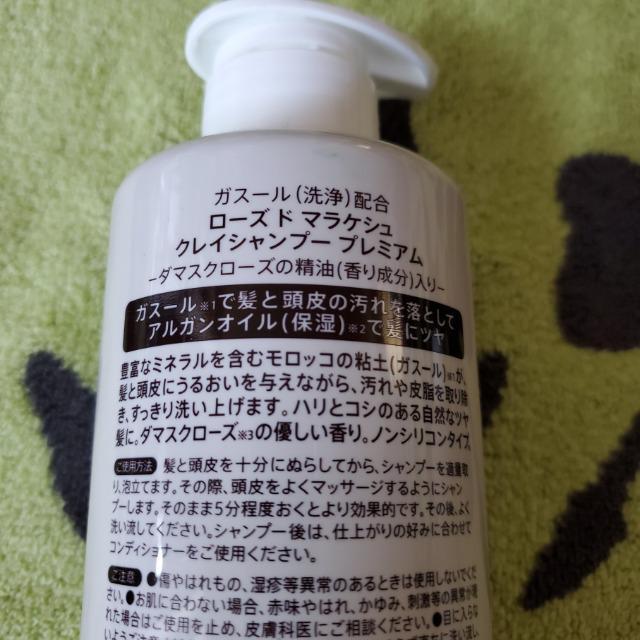 ガスール(洗浄)配合
ローズ ド マラケシュ
クレイシャンプー プレミアム
–ダマスクローズの精油(香り成分)入り–
ガスール※1で髪と頭皮の汚れを落として
アルガンオイル(保湿)※2で髪にツヤ
豊富なミネラルを含むモロッコの粘土(ガスール)※1が、
髪と頭皮にうるおいを与えながら、汚れや皮脂を取り除
き、すっきり洗い上げます。ハリとコシのある自然なツヤ
髪に。ダマスクローズ※3の優しい香り。ノンシリコンタイプ。
ご使用方法 髪と頭皮を十分にぬらしてから、シャンプーを適量取
り、泡立てます。その際、頭皮をよくマッサージするようにシャン
プーします。そのまま5分程度おくとより効果的です。その後、よく
洗い流してください。シャンプー後は、仕上がりの好みに合わせて
コンディショナーをご使用ください。
ご注意 ●傷やはれもの、湿疹等異常のあるときは使用しないでくだ
さい。●お肌に合わない場合、赤味やはれ、かゆみ、刺激等の異常が現
れた場合はご使用を止め、皮膚科医にご相談ください。●目に入らな
いようご注意